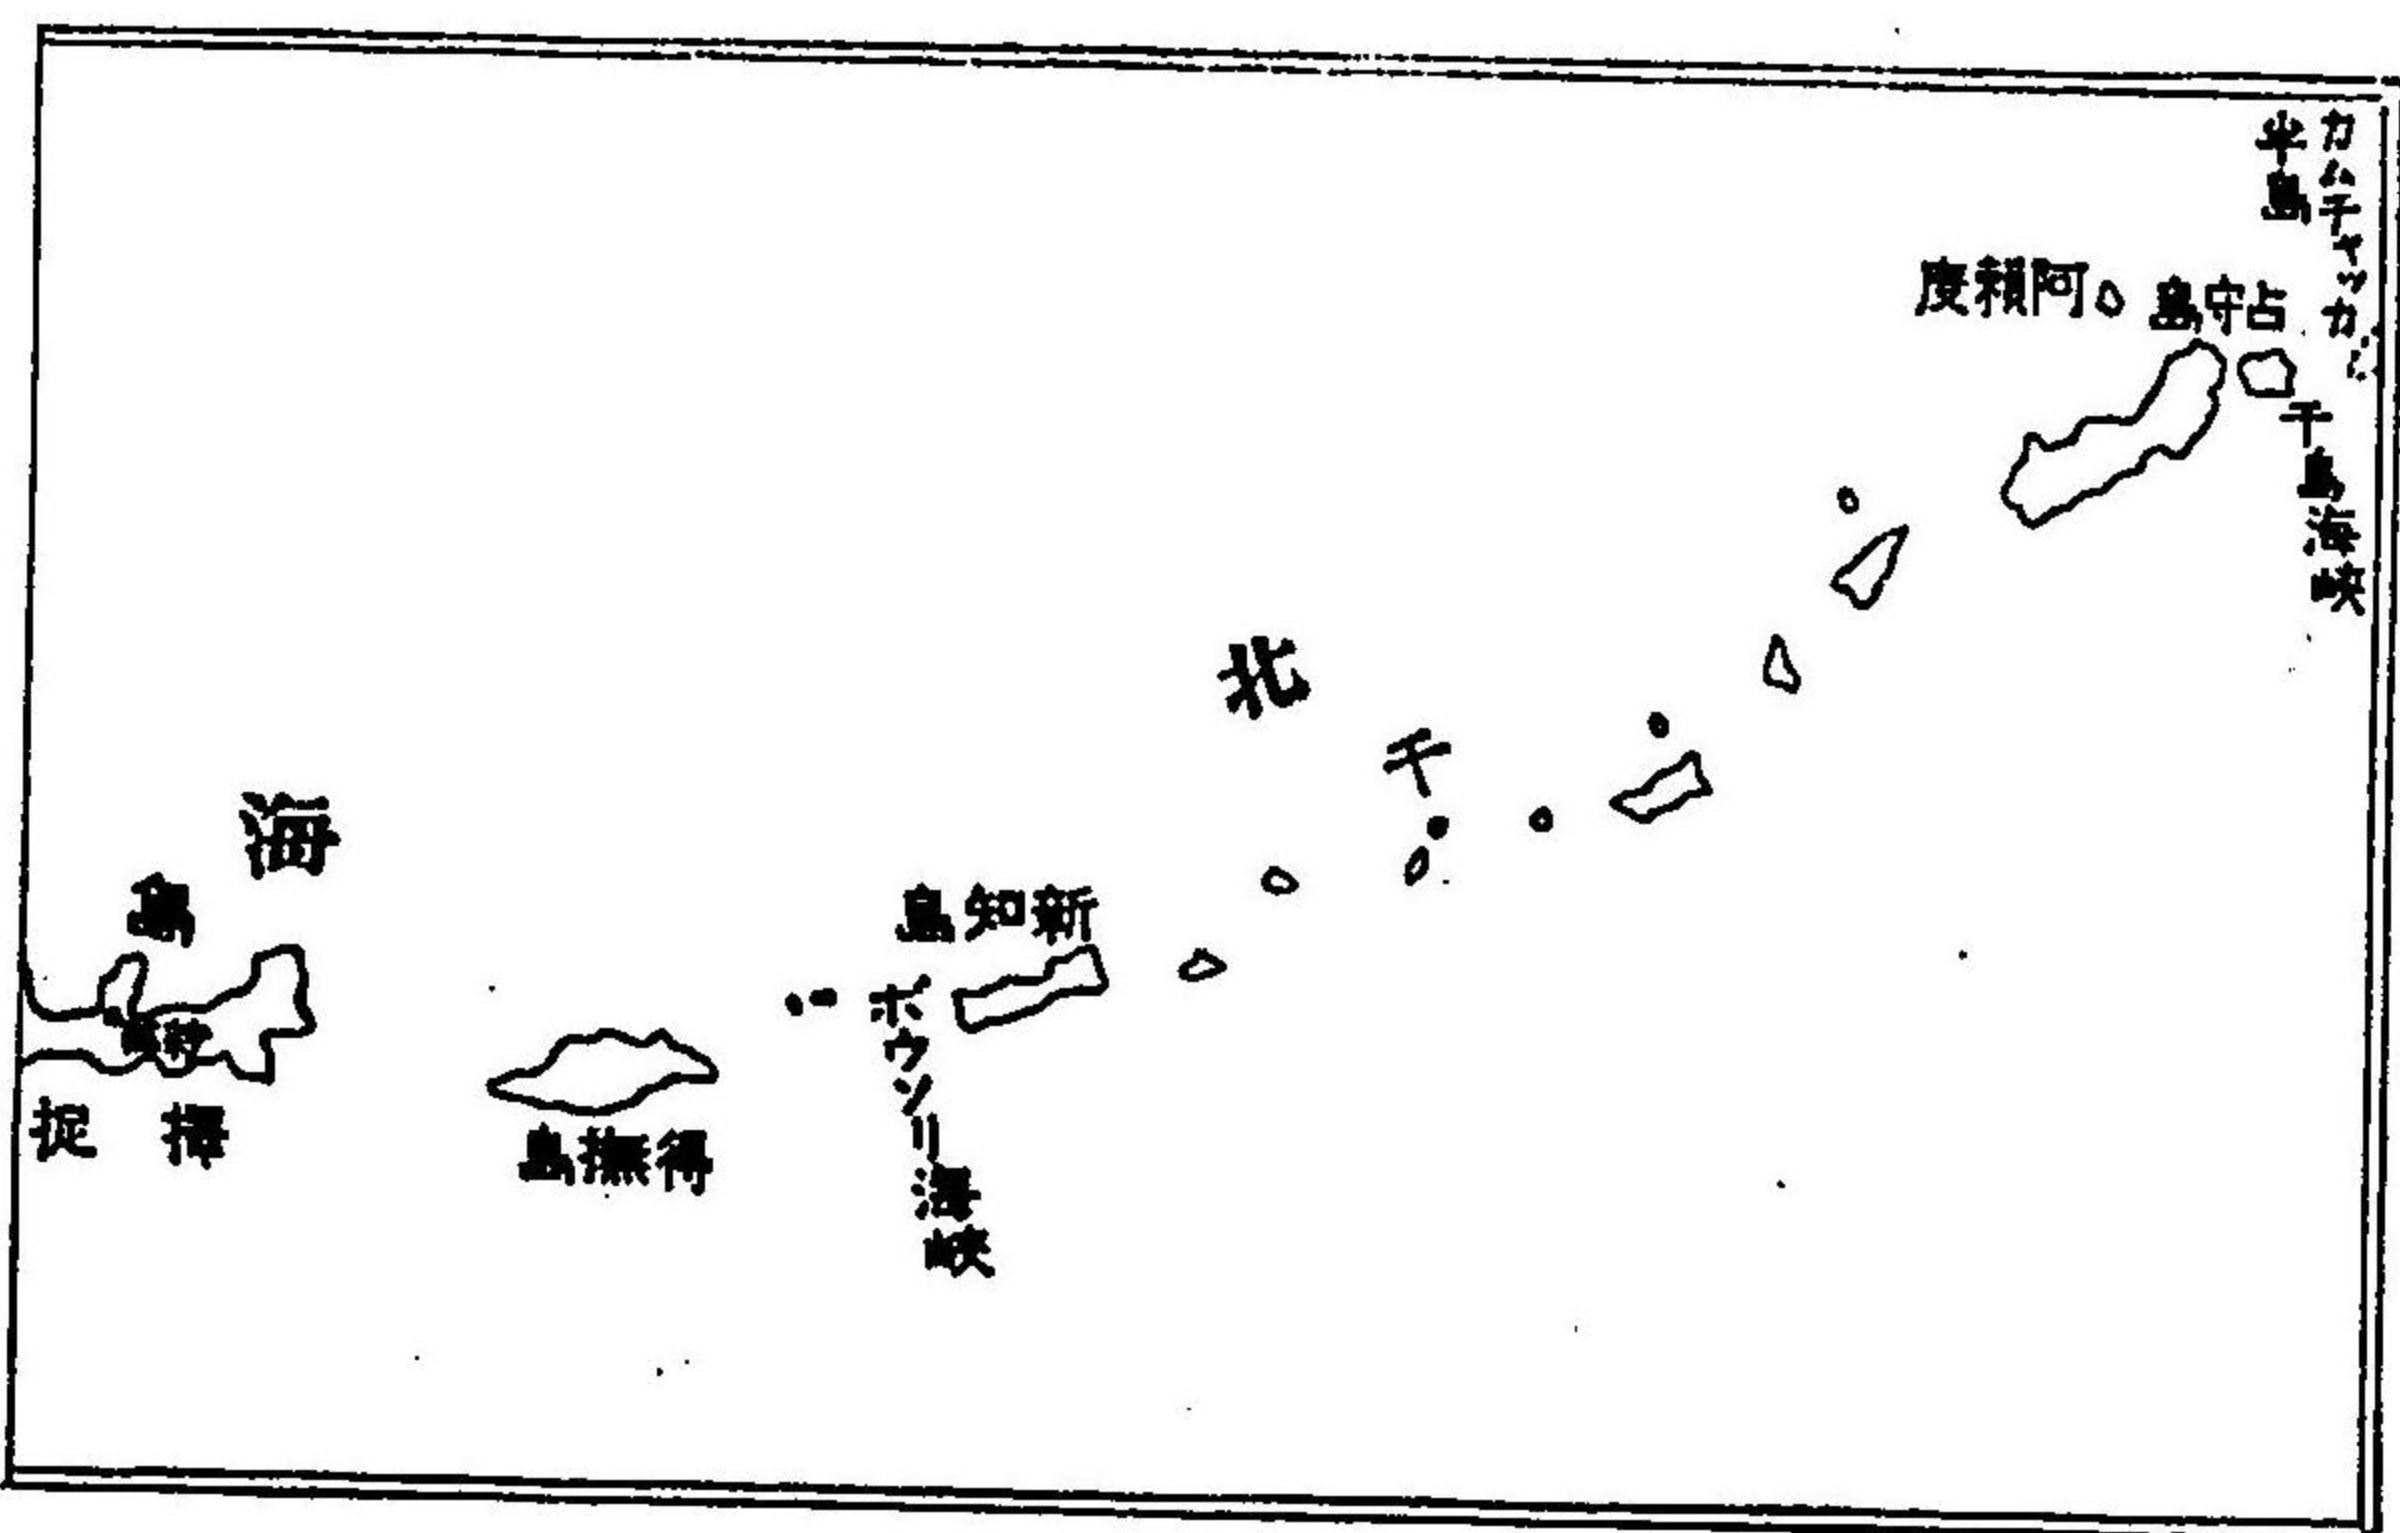 カムチャッカ
半島
占守島
阿頼度
千島海峡
北
千
新知島
ボウソリ海峡
得撫島
海
島
擇捉